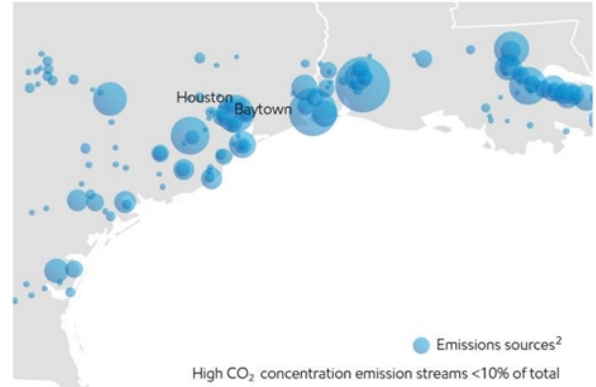 Houston
Baytown
Emissions sources²
High CO₂ concentration emission streams <10% of total